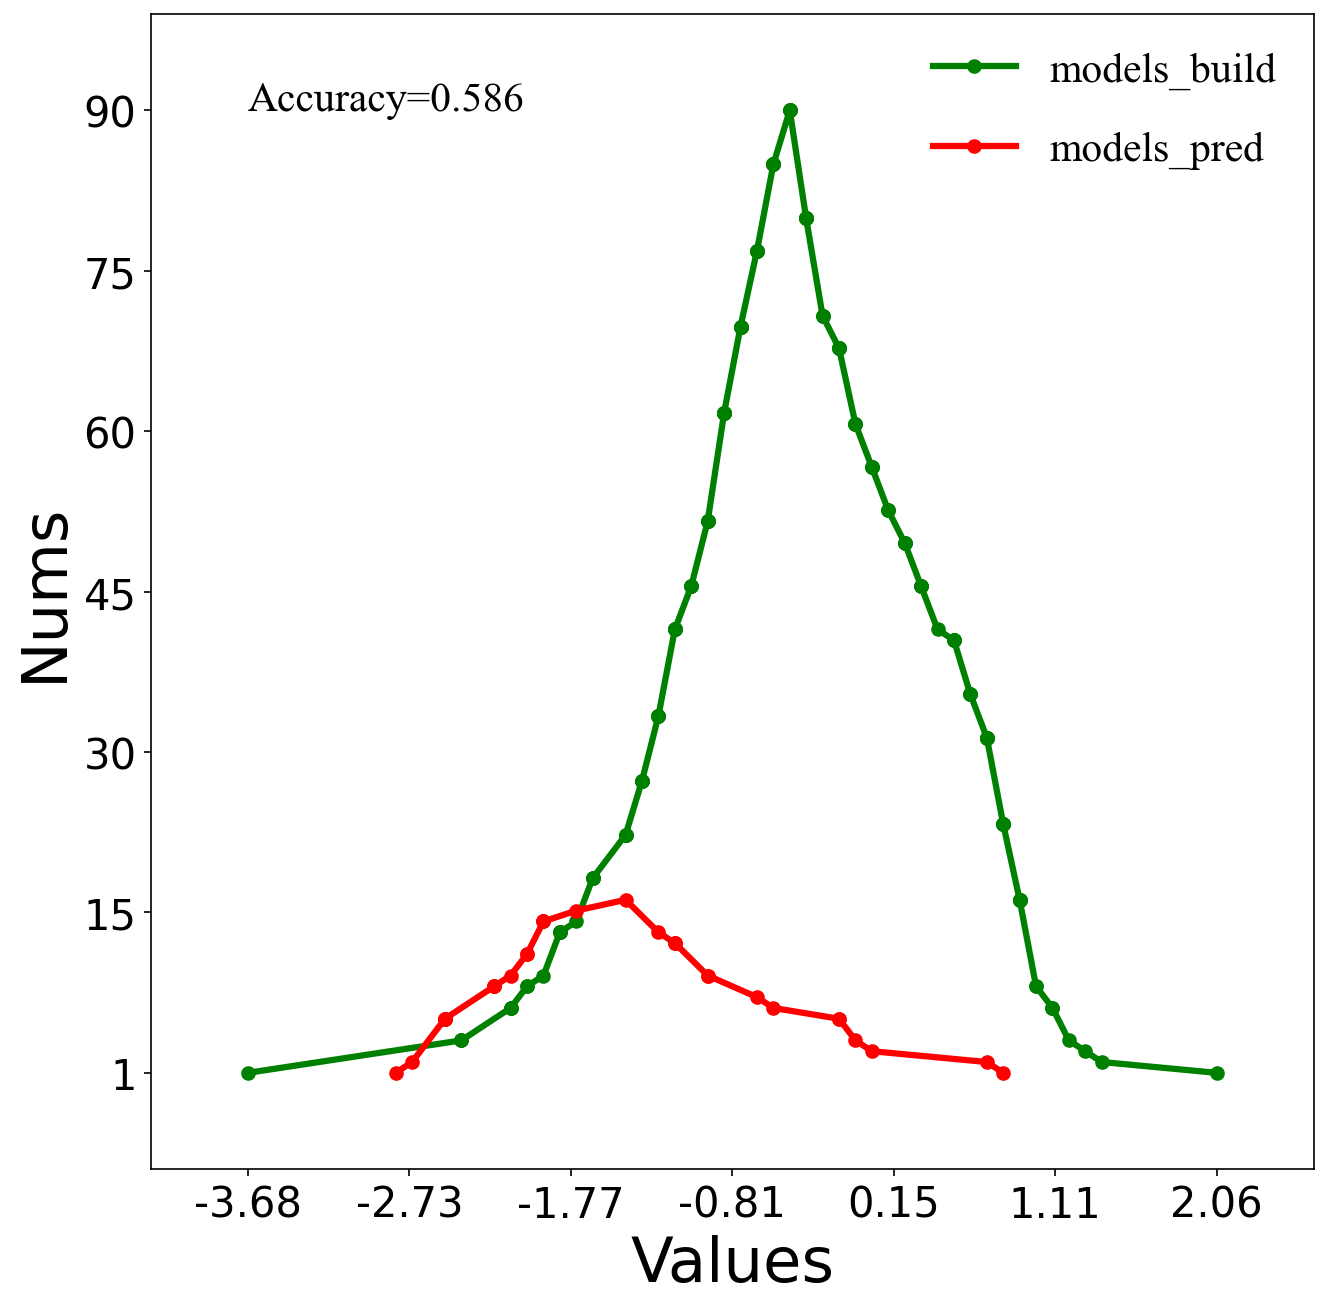 models_build
Accuracy=0.586
models_pred
90
75
60
45
30
15
1
Nums
-3.68 -2.73 -1.77 -0.81 0.15 1.11 2.06
Values